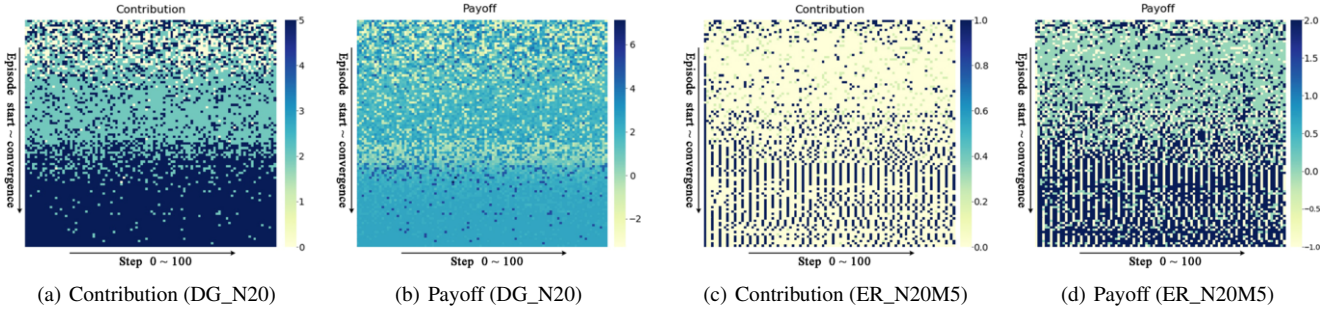 Contribution
Episode start ~ convergence
5
4
3
2
1
0
Step 0 ~ 100
(a) Contribution (DG_N20)
Payoff
Episode start ~ convergence
6
4
2
0
−2
Step 0 ~ 100
(b) Payoff (DG_N20)
Contribution
Episode start ~ convergence
1.0
0.8
0.6
0.4
0.2
0.0
Step 0 ~ 100
(c) Contribution (ER_N20M5)
Payoff
Episode start ~ convergence
2.0
1.5
1.0
0.5
0.0
−0.5
−1.0
Step 0 ~ 100
(d) Payoff (ER_N20M5)